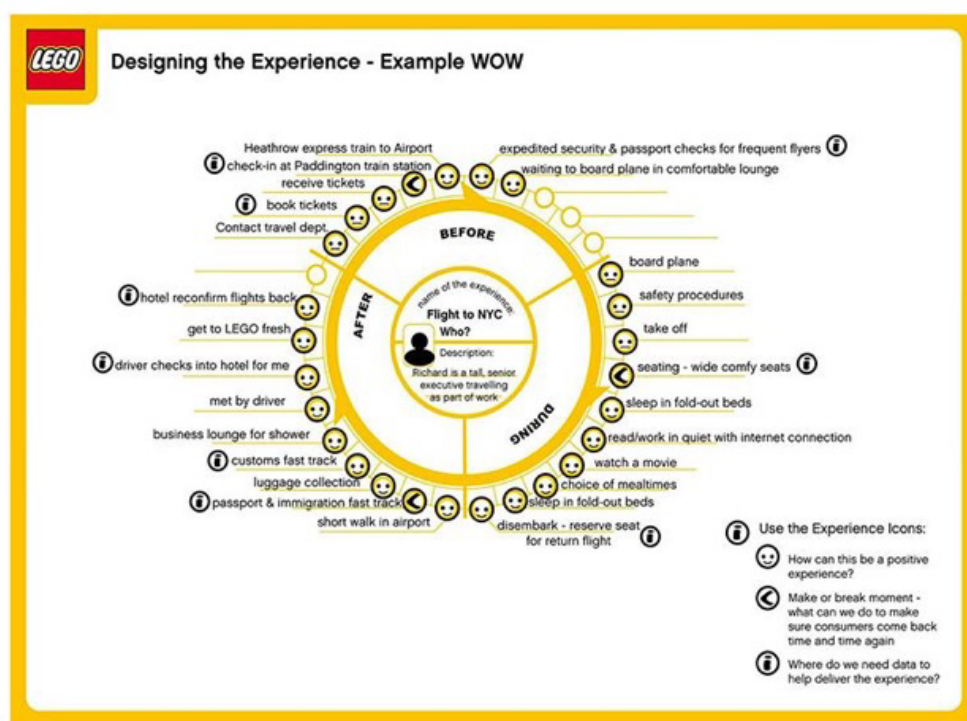 LEGO
Designing the Experience - Example WOW
Heathrow express train to Airport
check-in at Paddington train station
receive tickets
book tickets
Contact travel dept.
expedited security & passport checks for frequent flyers
waiting to board plane in comfortable lounge
BEFORE
board plane
safety procedures
take off
seating - wide comfy seats
sleep in fold-out beds
read/work in quiet with internet connection
watch a movie
choice of mealtimes
sleep in fold-out beds
disembark - reserve seat
for return flight
DURING
hotel reconfirm flights back
get to LEGO fresh
driver checks into hotel for me
met by driver
business lounge for shower
customs fast track
luggage collection
passport & immigration fast track
short walk in airport
AFTER
name of the experience:
Flight to NYC
Who?
Description:
Richard is a tall, senior
executive travelling
as part of work
Use the Experience Icons:
How can this be a positive
experience?
Make or break moment -
what can we do to make
sure consumers come back
time and time again
Where do we need data to
help deliver the experience?